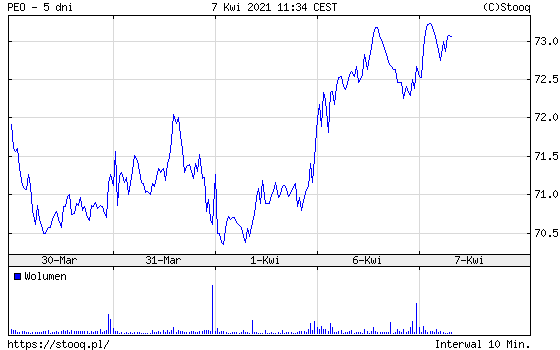 PEO - 5 dni 7 Kwi 2021 11:34 CEST (C)Stooq
73.0
72.5
72.0
71.5
71.0
70.5
30-Mar 31-Mar 1-Kwi 6-Kwi 7-Kwi
Wolumen
https://stooq.pl/ Interwal 10 Min.